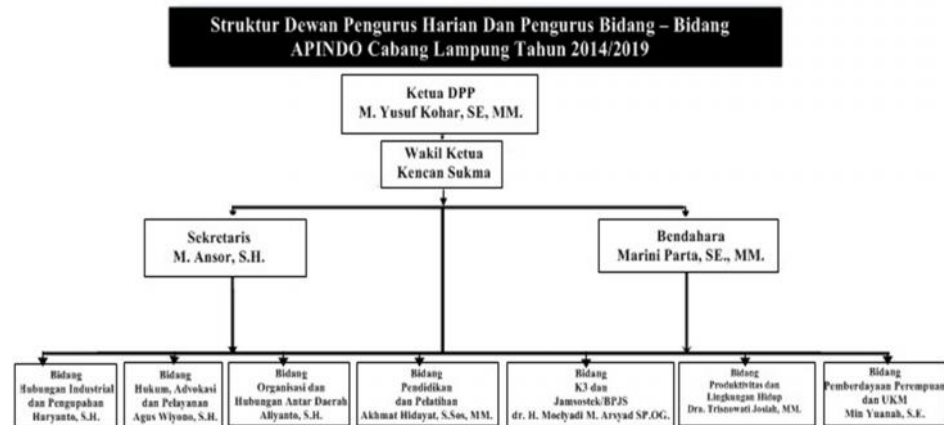 Struktur Dewan Pengurus Harian Dan Pengurus Bidang – Bidang
APINDO Cabang Lampung Tahun 2014/2019
Ketua DPP
M. Yusuf Kohar, SE, MM.
Wakil Ketua
Kencan Sukma
Sekretaris
M. Ansor, S.H.
Bendahara
Marini Parta, SE., MM.
Bidang
Hubungan Industrial
dan Pengupahan
Haryanto, S.H.
Bidang
Hukum, Advokasi
dan Pelayanan
Agus Wiyono, S.H.
Bidang
Organisasi dan
Hubungan Antar Daerah
Aliyanto, S.H.
Bidang
Pendidikan
dan Pelatihan
Akhmat Hidayat, S.Sos, MM.
Bidang
K3 dan
Jamsostek/BPJS
dr. H. Moelyadi M. Arsyad SP.OG.
Bidang
Produktivitas dan
Lingkungan Hidup
Dra. Trisnowati Josiah, MM.
Bidang
Pemberdayaan Perempuan
dan UKM
Min Yuanah, S.E.